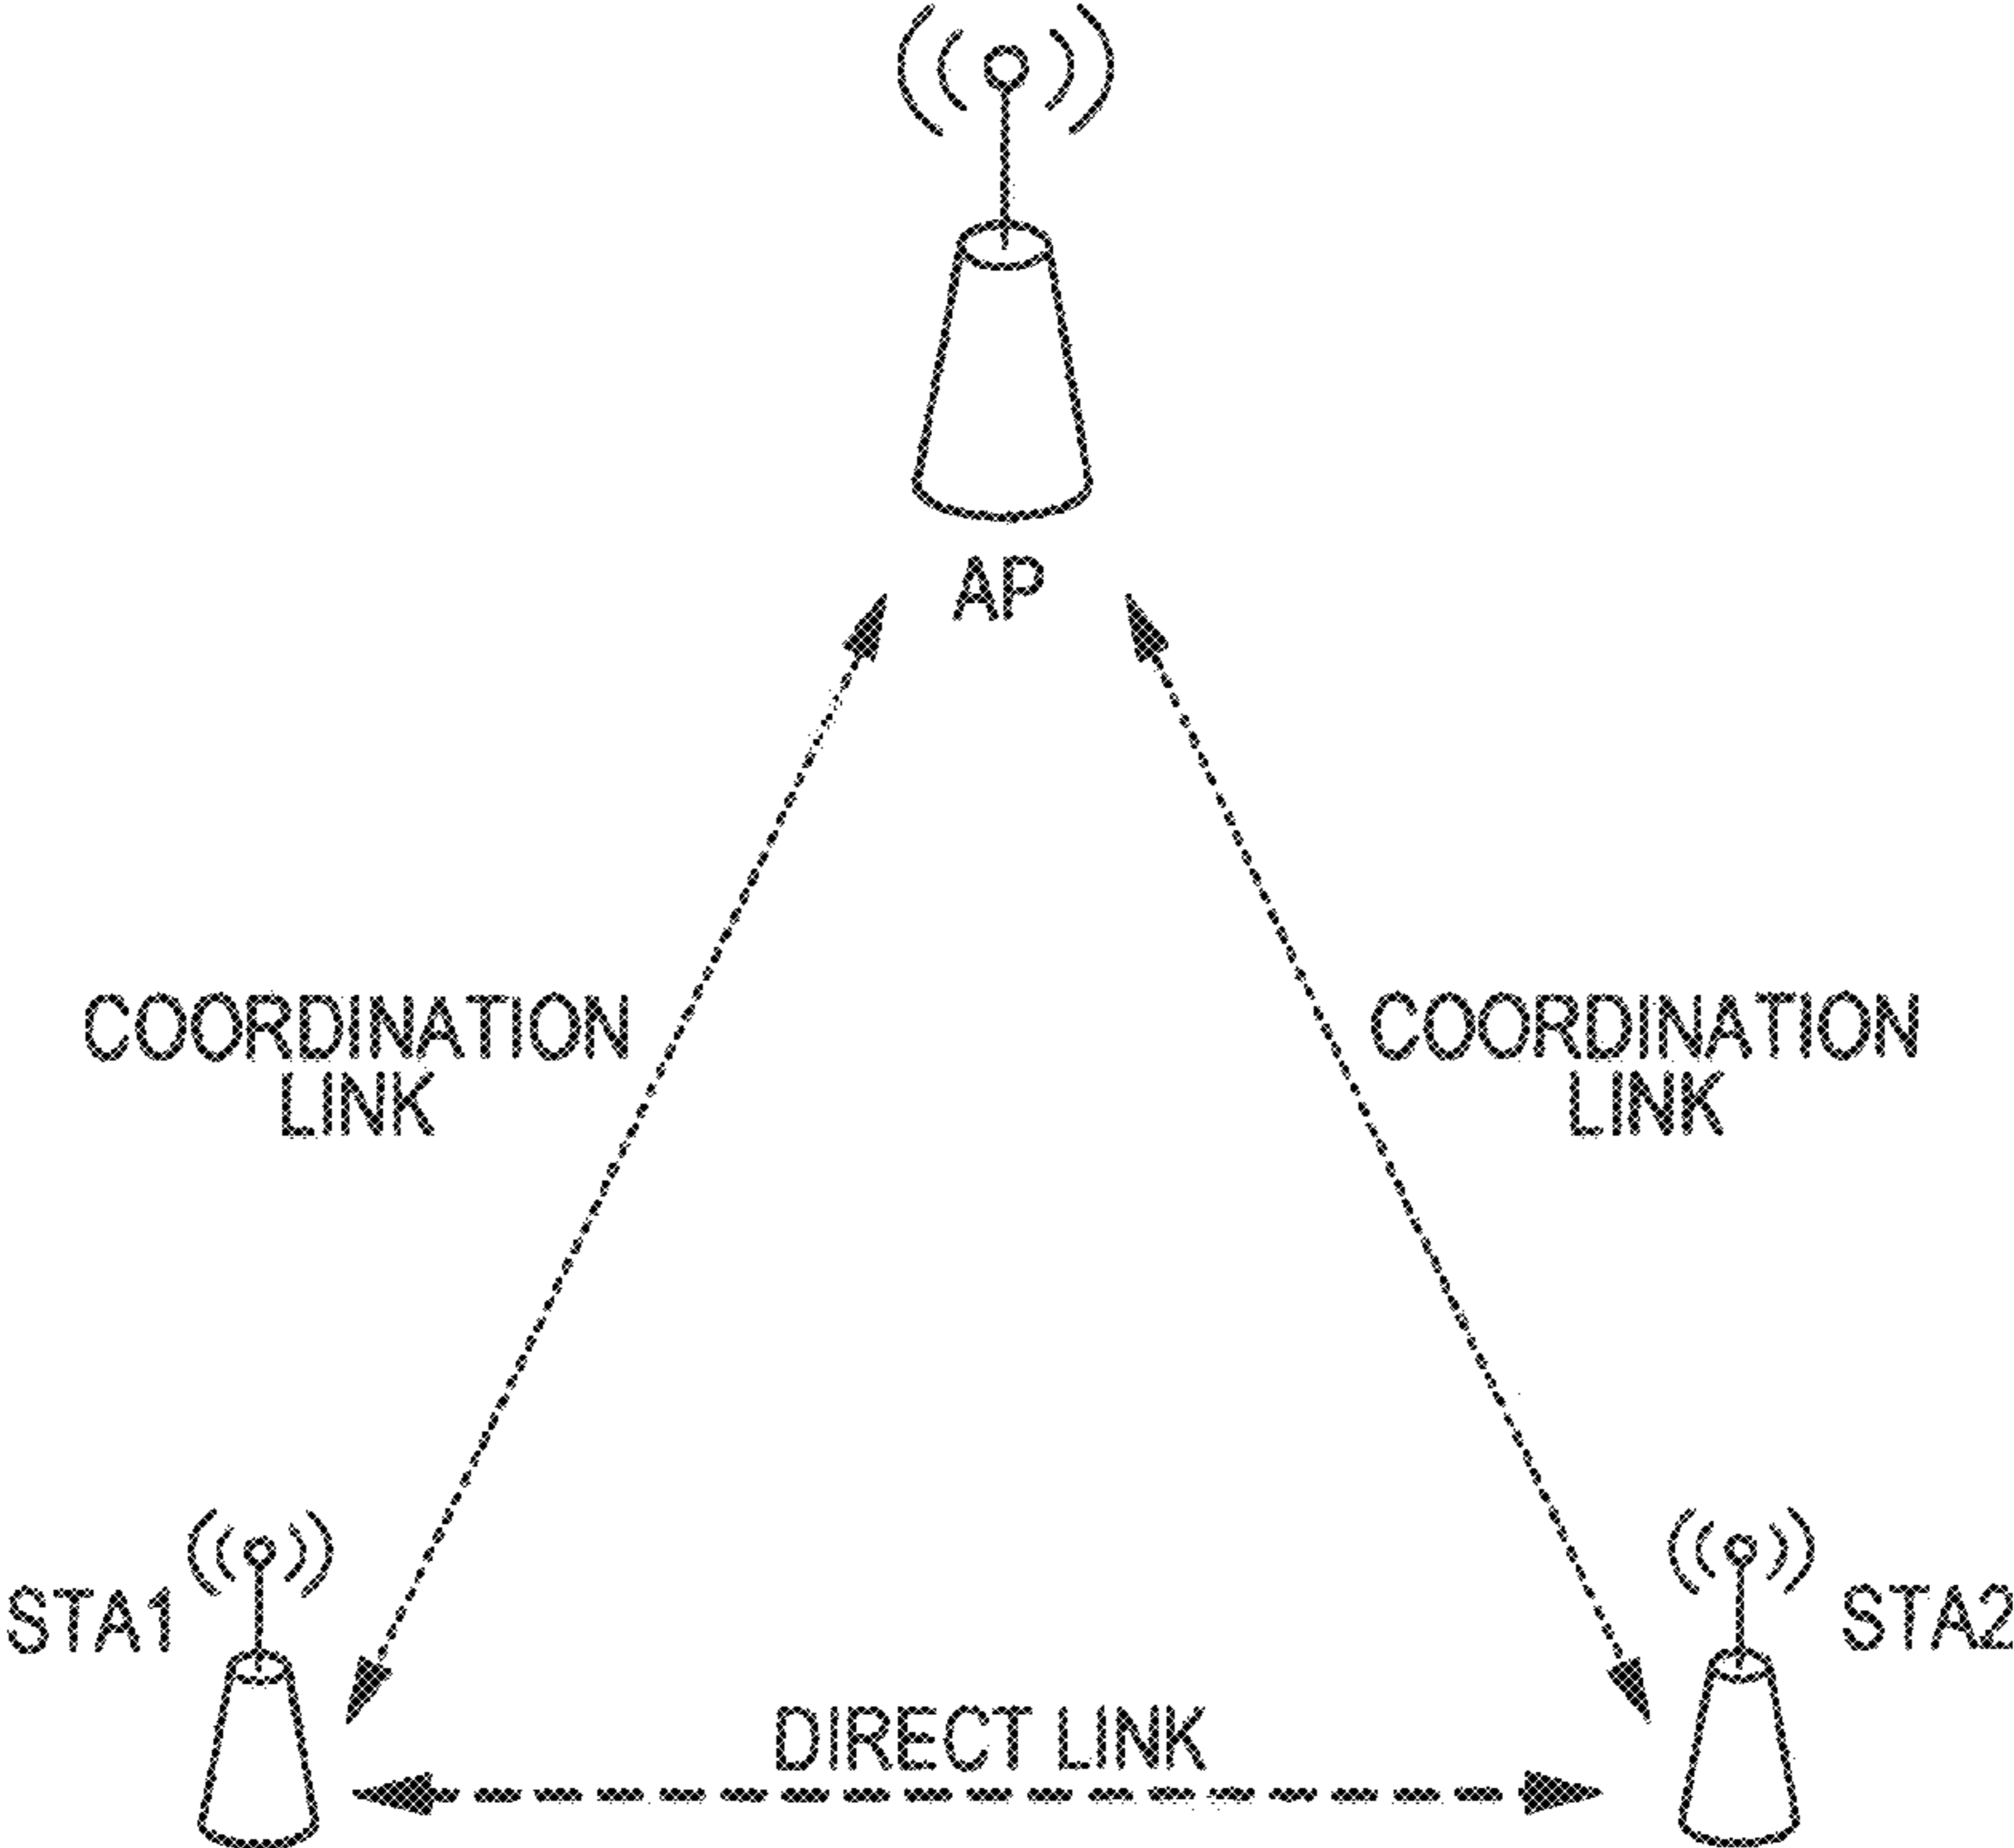 AP
COORDINATION
LINK
COORDINATION
LINK
STA1
STA2
DIRECT LINK